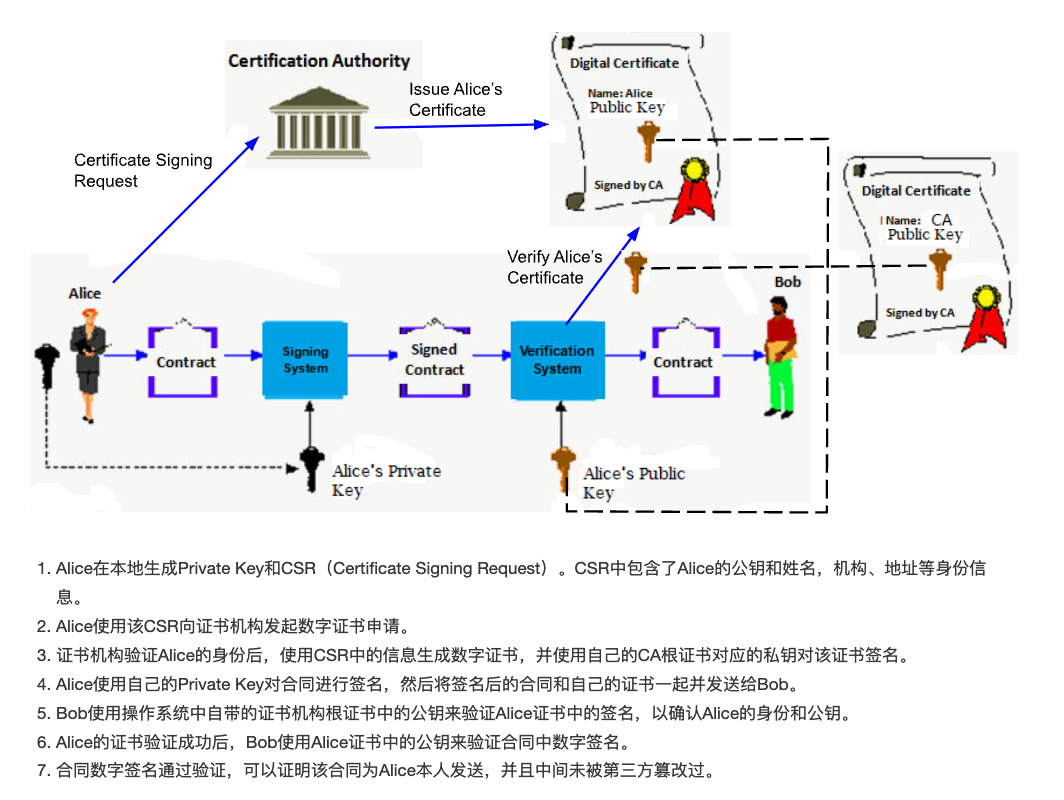 Certification Authority
Issue Alice's
Certificate
Digital Certificate
Name: Alice
Public Key
Signed by CA
Certificate Signing
Request
Digital Certificate
Name: CA
Public Key
Signed by CA
Verify Alice's
Certificate
Alice
Bob
Contract
Signing
System
Signed
Contract
Verification
System
Contract
Alice's Private
Key
Alice's Public
Key
1. Alice在本地生成Private Key和CSR（Certificate Signing Request）。CSR中包含了Alice的公钥和姓名，机构、地址等身份信
息。
2. Alice使用该CSR向证书机构发起数字证书申请。
3. 证书机构验证Alice的身份后，使用CSR中的信息生成数字证书，并使用自己的CA根证书对应的私钥对该证书签名。
4. Alice使用自己的Private Key对合同进行签名，然后将签名后的合同和自己的证书一起并发送给Bob。
5. Bob使用操作系统中自带的证书机构根证书中的公钥来验证Alice证书中的签名，以确认Alice的身份和公钥。
6. Alice的证书验证成功后，Bob使用Alice证书中的公钥来验证合同中数字签名。
7. 合同数字签名通过验证，可以证明该合同为Alice本人发送，并且中间未被第三方篡改过。